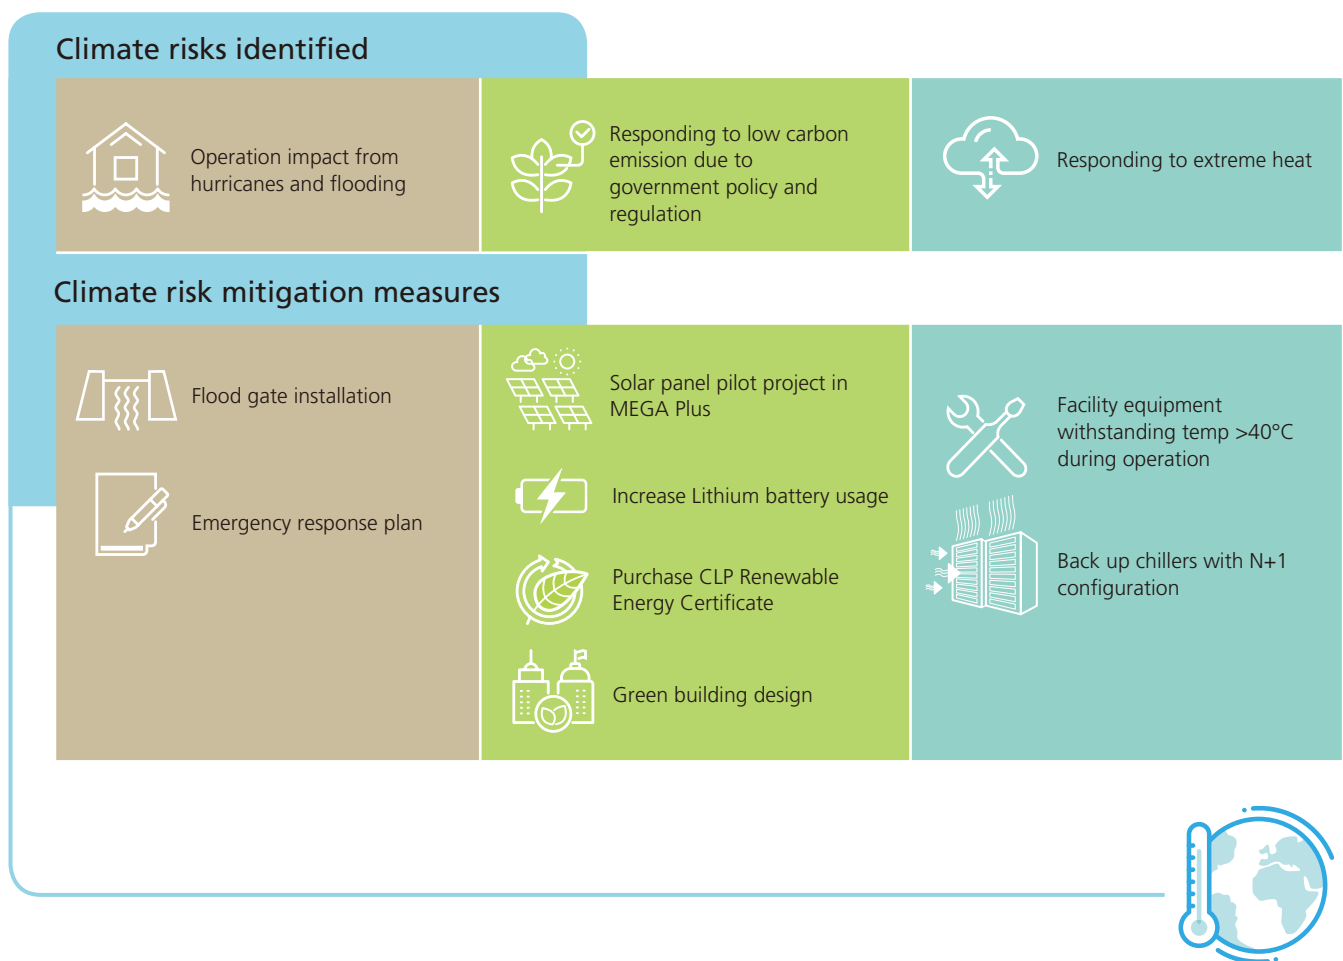 Climate risks identified
Operation impact from
hurricanes and flooding
Responding to low carbon
emission due to
government policy and
regulation
Responding to extreme heat
Climate risk mitigation measures
Flood gate installation
Emergency response plan
Solar panel pilot project in
MEGA Plus
Increase Lithium battery usage
Purchase CLP Renewable
Energy Certificate
Green building design
Facility equipment
withstanding temp >40°C
during operation
Back up chillers with N+1
configuration